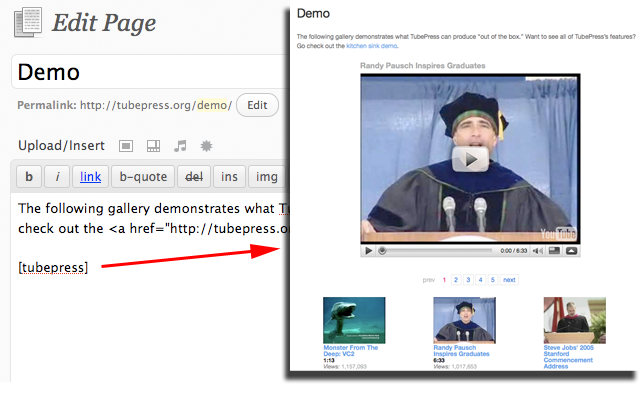 Edit Page
Demo
Permalink: http://tubepress.org/demo/ Edit
Upload/Insert
b i link b-quote del ins img
The following gallery demonstrates what T
check out the <a href="http://tubepress.o
[tubepress]
Demo
The following gallery demonstrates what TubePress can produce "out of the box." Want to see all of TubePress's features?
Go check out the kitchen sink demo.
Randy Pausch Inspires Graduates
YouTube
0:00 / 6:33
prev 1 2 3 4 5 next
Monster From The
Deep: VC2
1:13
Views: 1,157,093
Randy Pausch
Inspires Graduates
6:33
Views: 1,017,653
Steve Jobs' 2005
Stanford
Commencement
Address